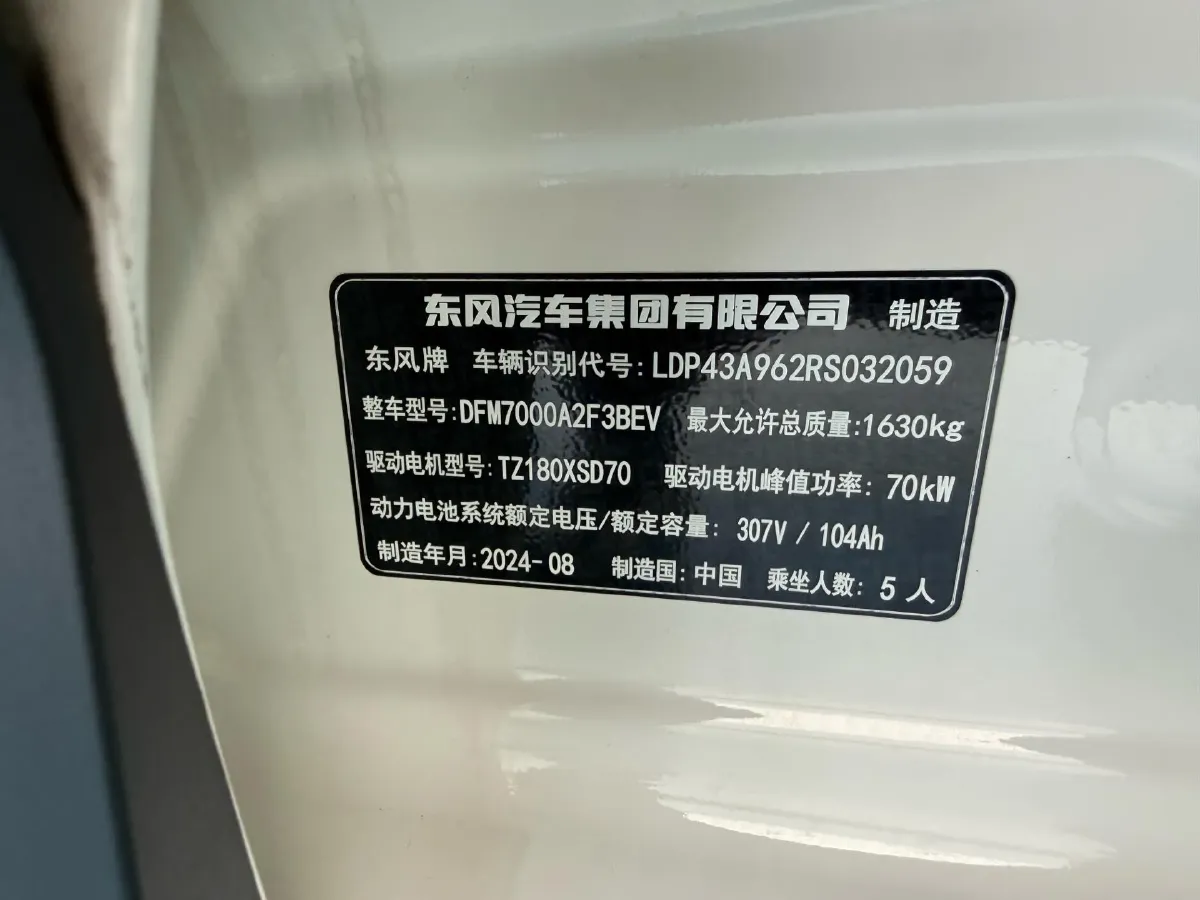 东风汽车集团有限公司 制造
东风牌 车辆识别代号:LDP43A962RS032059
整车型号:DFM7000A2F3BEV 最大允许总质量:1630kg
驱动电机型号:TZ180XSD70 驱动电机峰值功率: 70kW
动力电池系统额定电压/额定容量: 307V / 104Ah
制造年月:2024-08 制造国:中国 乘坐人数: 5 人